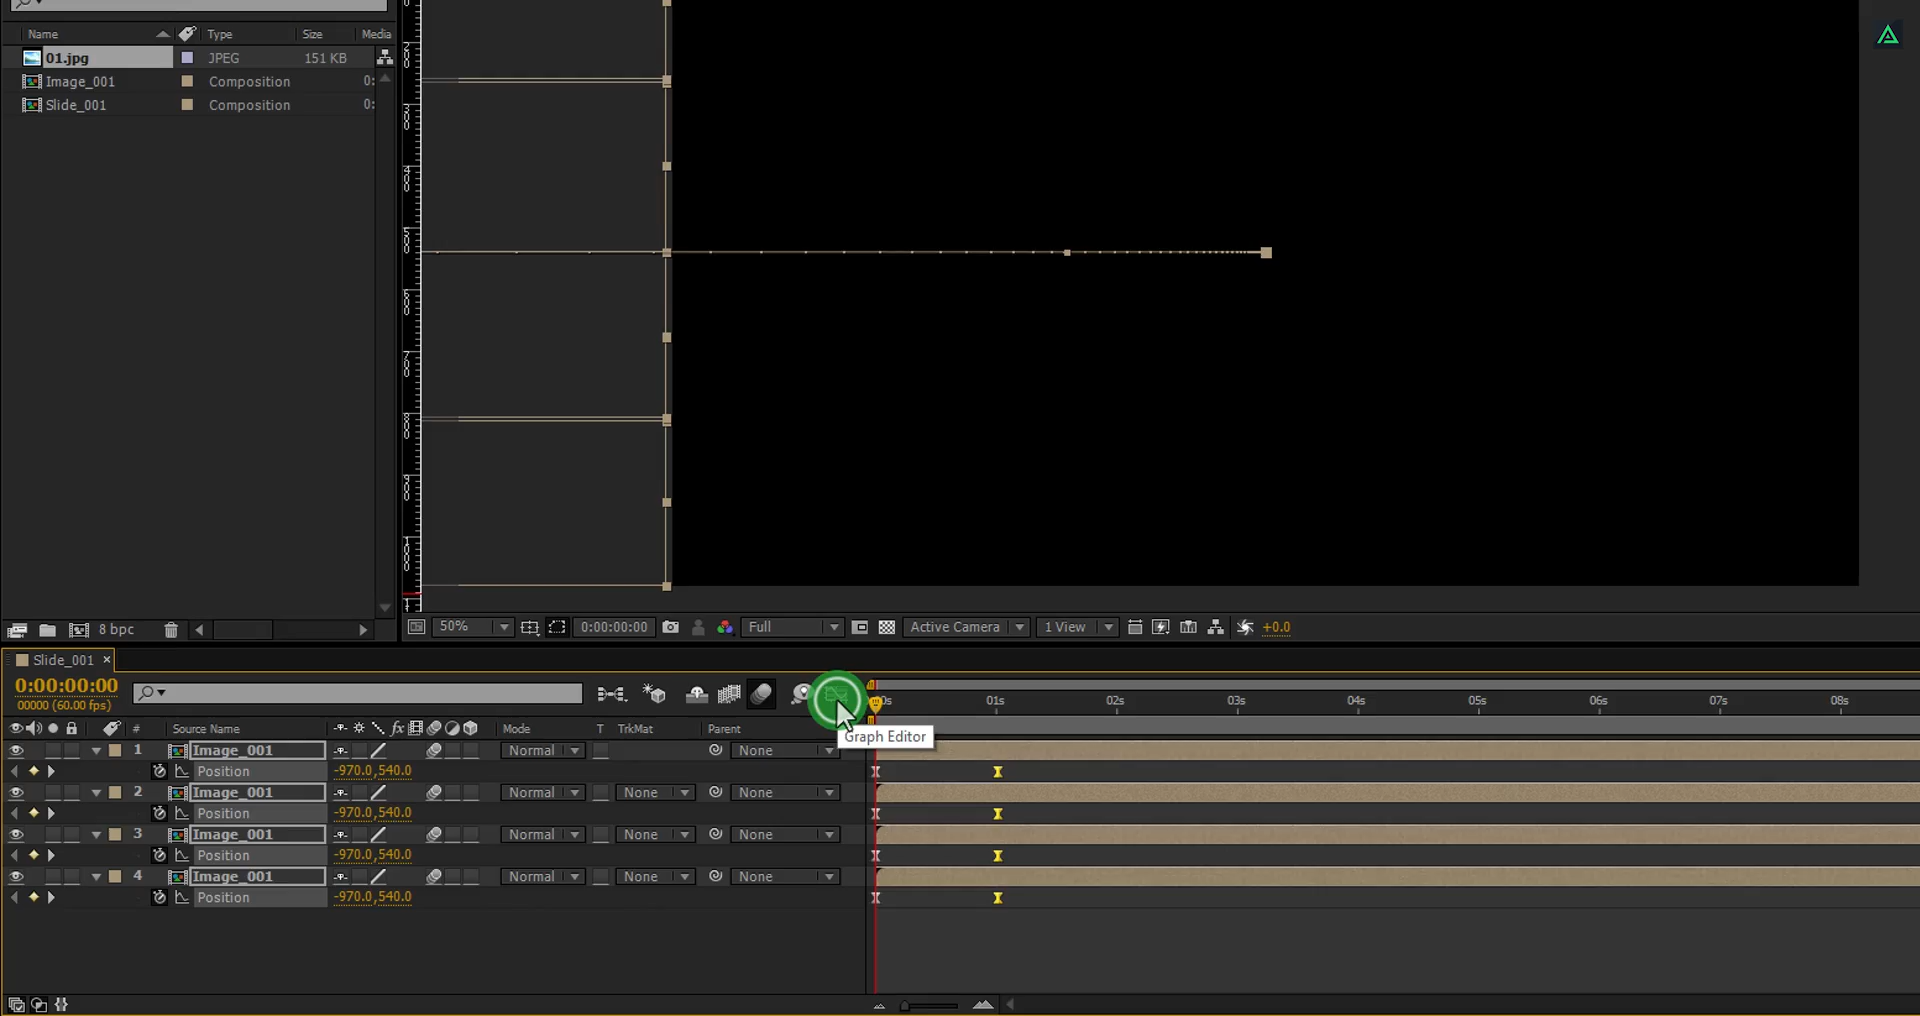 Name Type Size Media
01.jpg JPEG 151 KB
Image_001 Composition 0:
Slide_001 Composition 0:
8 bpc
50% 0:00:00:00 Full Active Camera 1 View +0.0
Slide_001 ×
0:00:00:00
00000 (60.00 fps)
0s 01s 02s 03s 04s 05s 06s 07s 08s
# Source Name fx Mode T TrkMat Parent
Graph Editor
1 Image_001 Normal None
Position -970.0,540.0
2 Image_001 Normal None None
Position -970.0,540.0
3 Image_001 Normal None None
Position -970.0,540.0
4 Image_001 Normal None None
Position -970.0,540.0